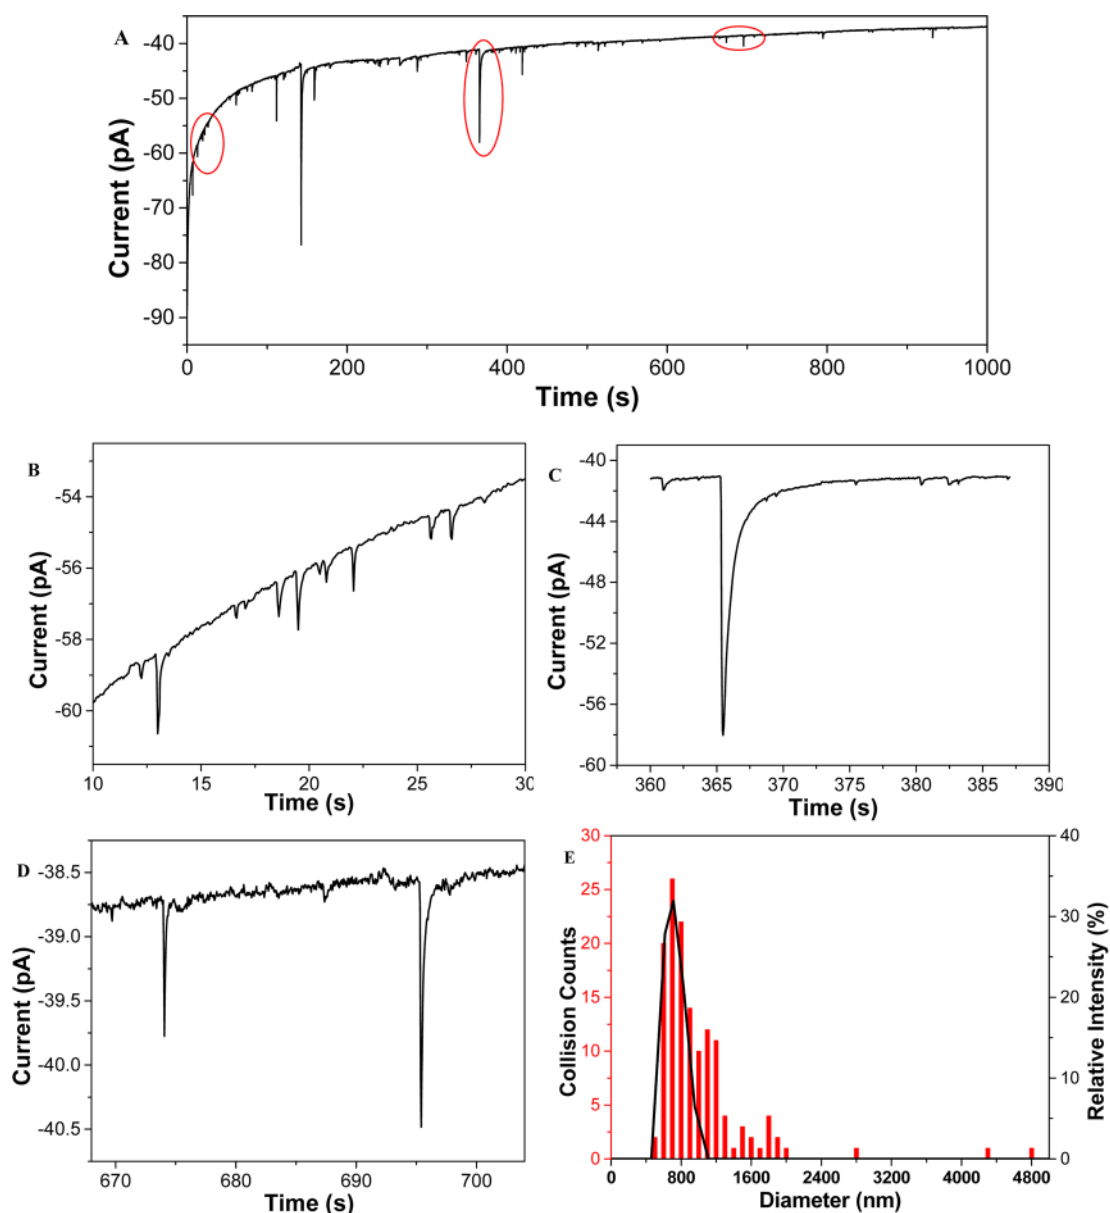 A
Current (pA)
-40
-50
-60
-70
-80
-90
0 200 400 600 800 1000
Time (s)
B
Current (pA)
-54
-56
-58
-60
10 15 20 25 30
Time (s)
C
Current (pA)
-40
-44
-48
-52
-56
-60
360 365 370 375 380 385 390
Time (s)
D
Current (pA)
-38.5
-39.0
-39.5
-40.0
-40.5
670 680 690 700
Time (s)
E
Collision Counts
30
25
20
15
10
5
0
0 800 1600 2400 3200 4000 4800
Diameter (nm)
40
30
20
10
0
Relative Intensity (%)